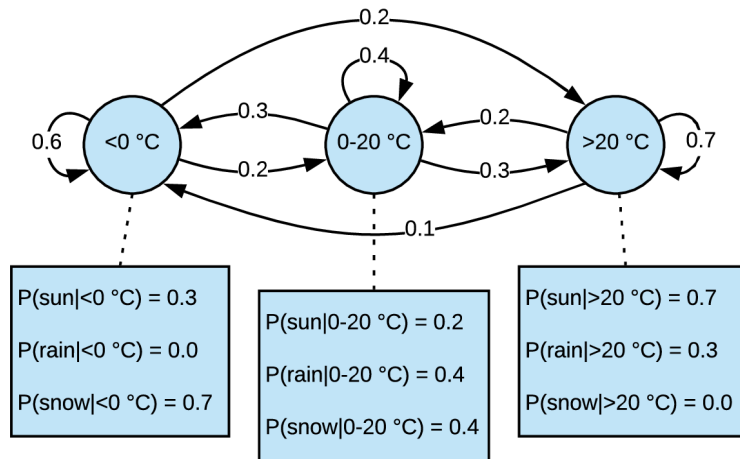 0.2
0.4
0.3
0.2
0.6
<0 °C
0-20 °C
>20 °C
0.7
0.2
0.3
0.1
P(sun|<0 °C) = 0.3
P(rain|<0 °C) = 0.0
P(snow|<0 °C) = 0.7
P(sun|0-20 °C) = 0.2
P(rain|0-20 °C) = 0.4
P(snow|0-20 °C) = 0.4
P(sun|>20 °C) = 0.7
P(rain|>20 °C) = 0.3
P(snow|>20 °C) = 0.0